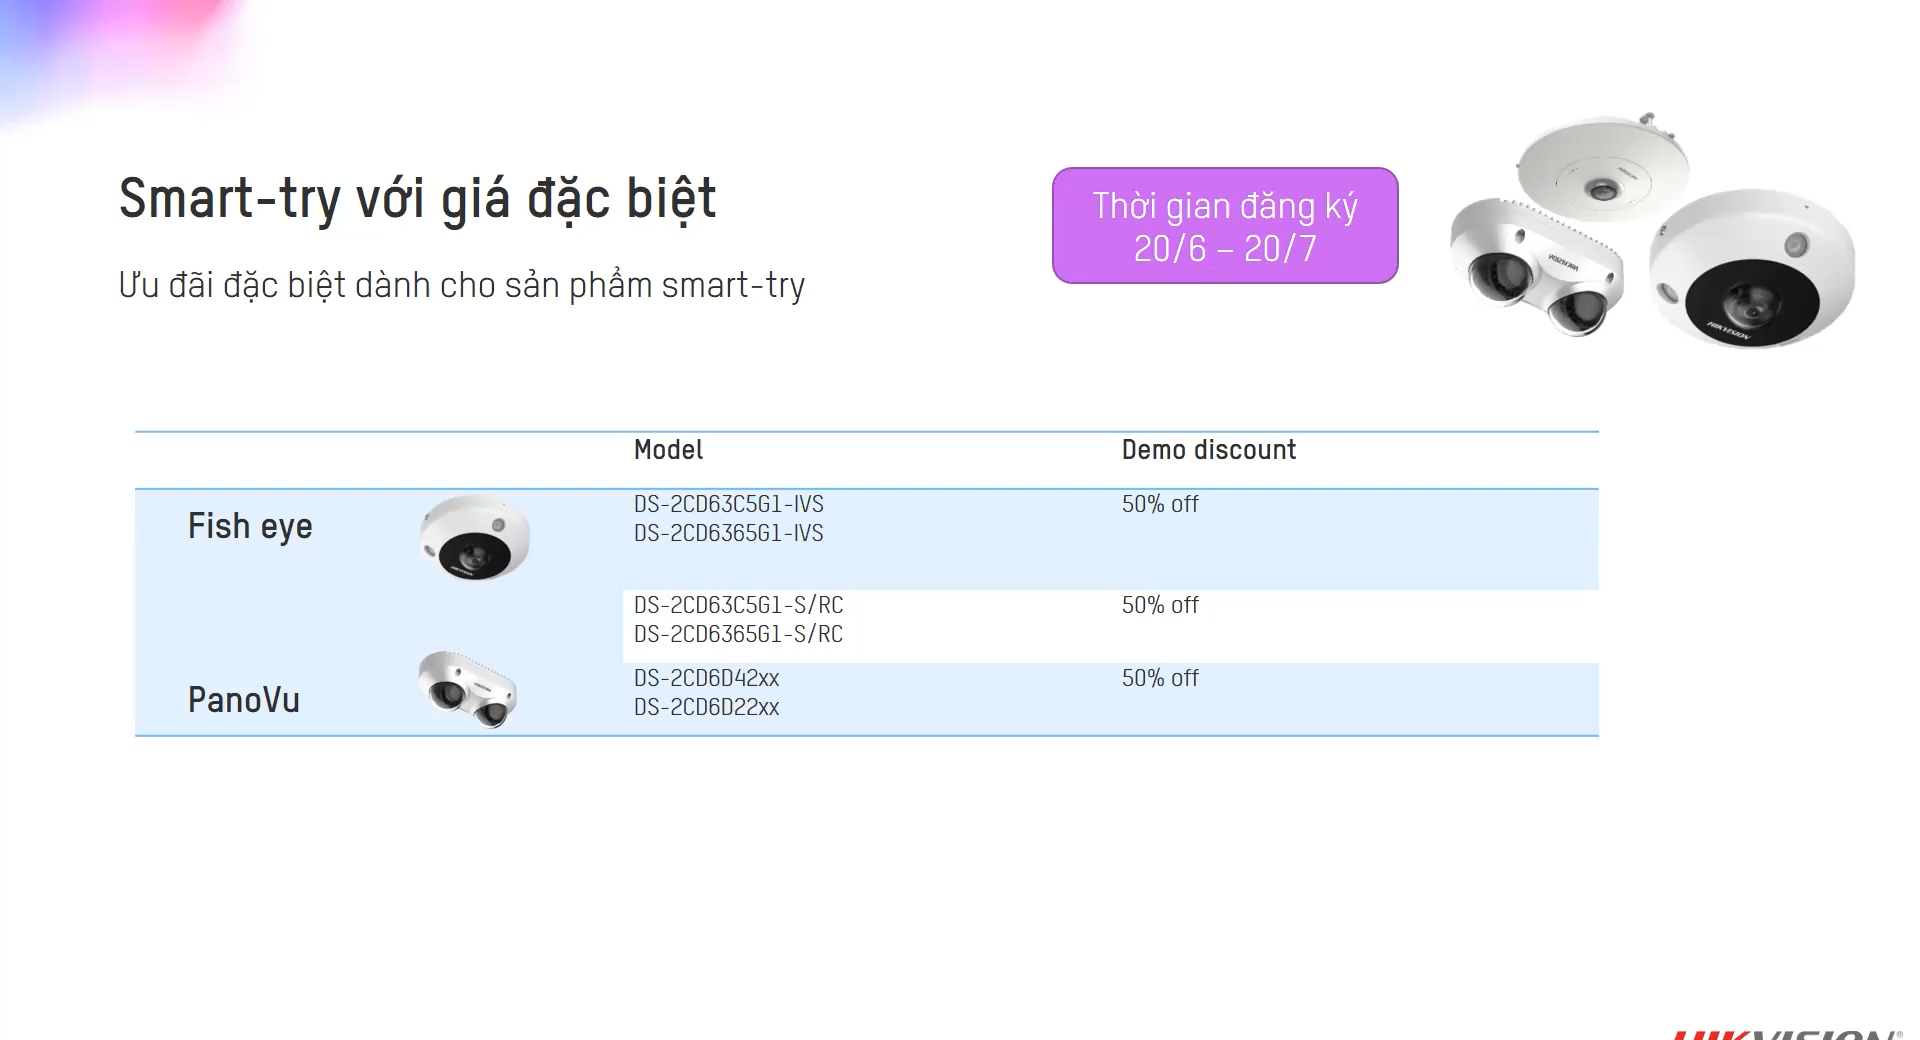 Smart-try với giá đặc biệt
Ưu đãi đặc biệt dành cho sản phẩm smart-try
Thời gian đăng ký
20/6 – 20/7
HIKVISION
Model
Demo discount
Fish eye
DS-2CD63C5G1-IVS
DS-2CD6365G1-IVS
50% off
DS-2CD63C5G1-S/RC
DS-2CD6365G1-S/RC
50% off
PanoVu
DS-2CD6D42xx
DS-2CD6D22xx
50% off
HIKVISION®